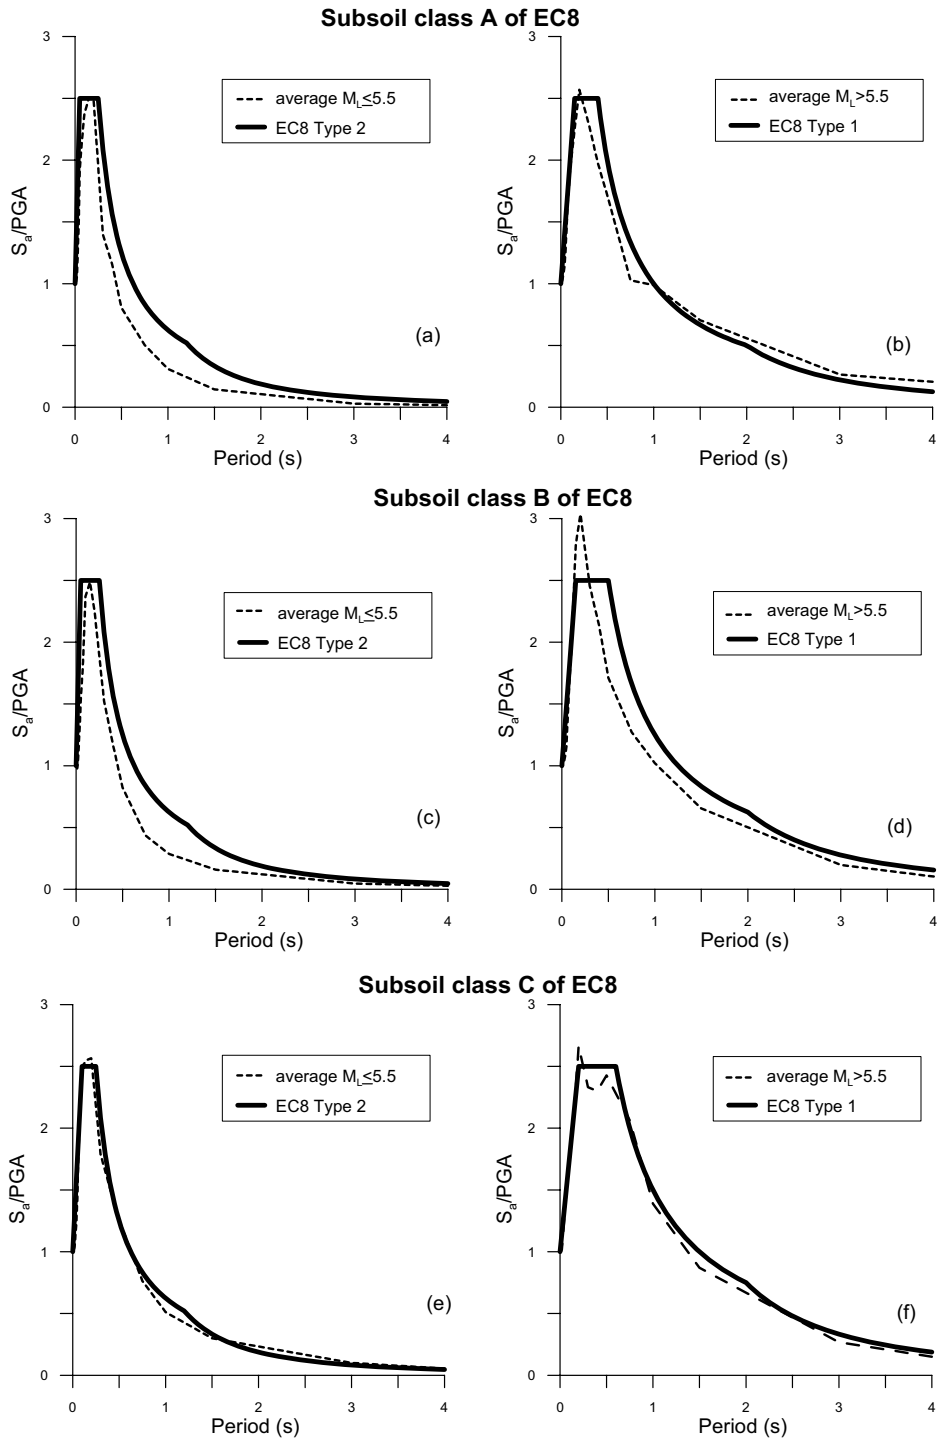 Subsoil class A of EC8
3
2
1
0
S_a/PGA
average M_L≤5.5
EC8 Type 2
(a)
0 1 2 3 4
Period (s)
3
2
1
0
S_a/PGA
average M_L>5.5
EC8 Type 1
(b)
0 1 2 3 4
Period (s)
Subsoil class B of EC8
3
2
1
0
S_a/PGA
average M_L≤5.5
EC8 Type 2
(c)
0 1 2 3 4
Period (s)
3
2
1
0
S_a/PGA
average M_L>5.5
EC8 Type 1
(d)
0 1 2 3 4
Period (s)
Subsoil class C of EC8
3
2
1
0
S_a/PGA
average M_L≤5.5
EC8 Type 2
(e)
0 1 2 3 4
Period (s)
3
2
1
0
S_a/PGA
average M_L>5.5
EC8 Type 1
(f)
0 1 2 3 4
Period (s)